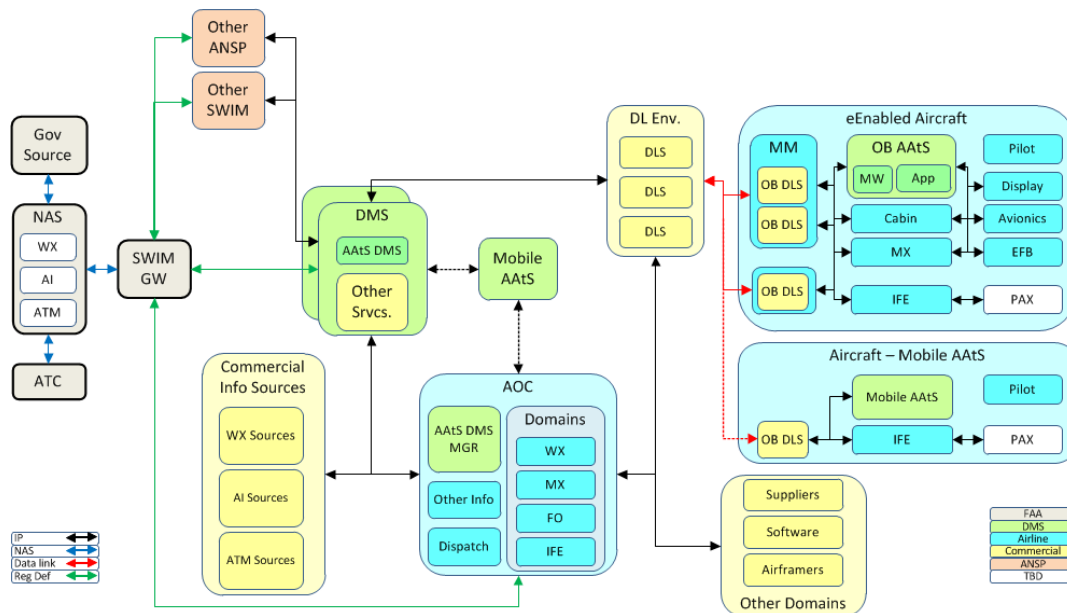 Other
ANSP
Other
SWIM
Gov
Source
NAS
WX
AI
ATM
ATC
SWIM
GW
DMS
AAtS DMS
Other
Srvcs.
Mobile
AAtS
Commercial
Info Sources
WX Sources
AI Sources
ATM Sources
AOC
AAtS DMS
MGR
Other Info
Dispatch
Domains
WX
MX
FO
IFE
DL Env.
DLS
DLS
DLS
eEnabled Aircraft
MM
OB DLS
OB DLS
OB DLS
OB AAtS
MW
App
Cabin
MX
IFE
Pilot
Display
Avionics
EFB
PAX
Aircraft – Mobile AAtS
OB DLS
Mobile AAtS
IFE
Pilot
PAX
Suppliers
Software
Airframers
Other Domains
IP
NAS
Data link
Reg Def
FAA
DMS
Airline
Commercial
ANSP
TBD